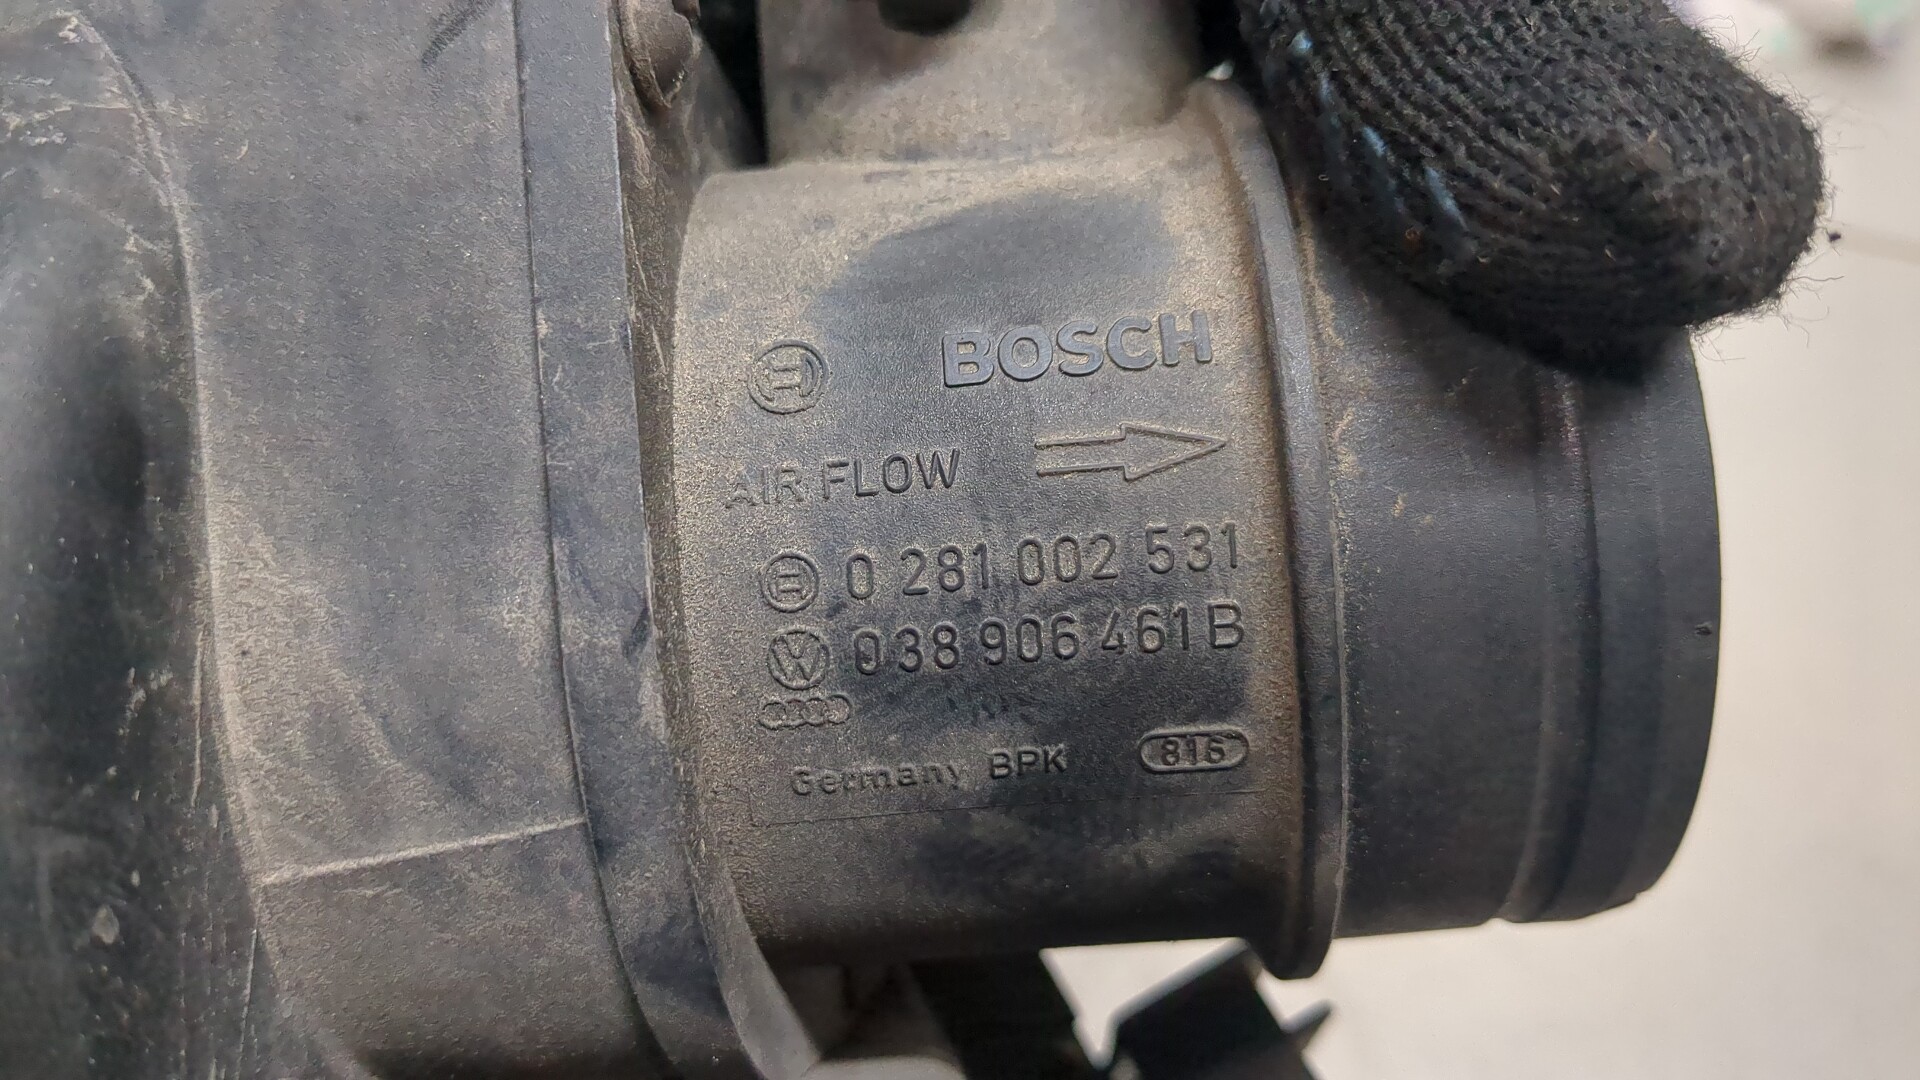 BOSCH
AIR FLOW
0 281 002 531
038 906 461 B
Germany BPK 816